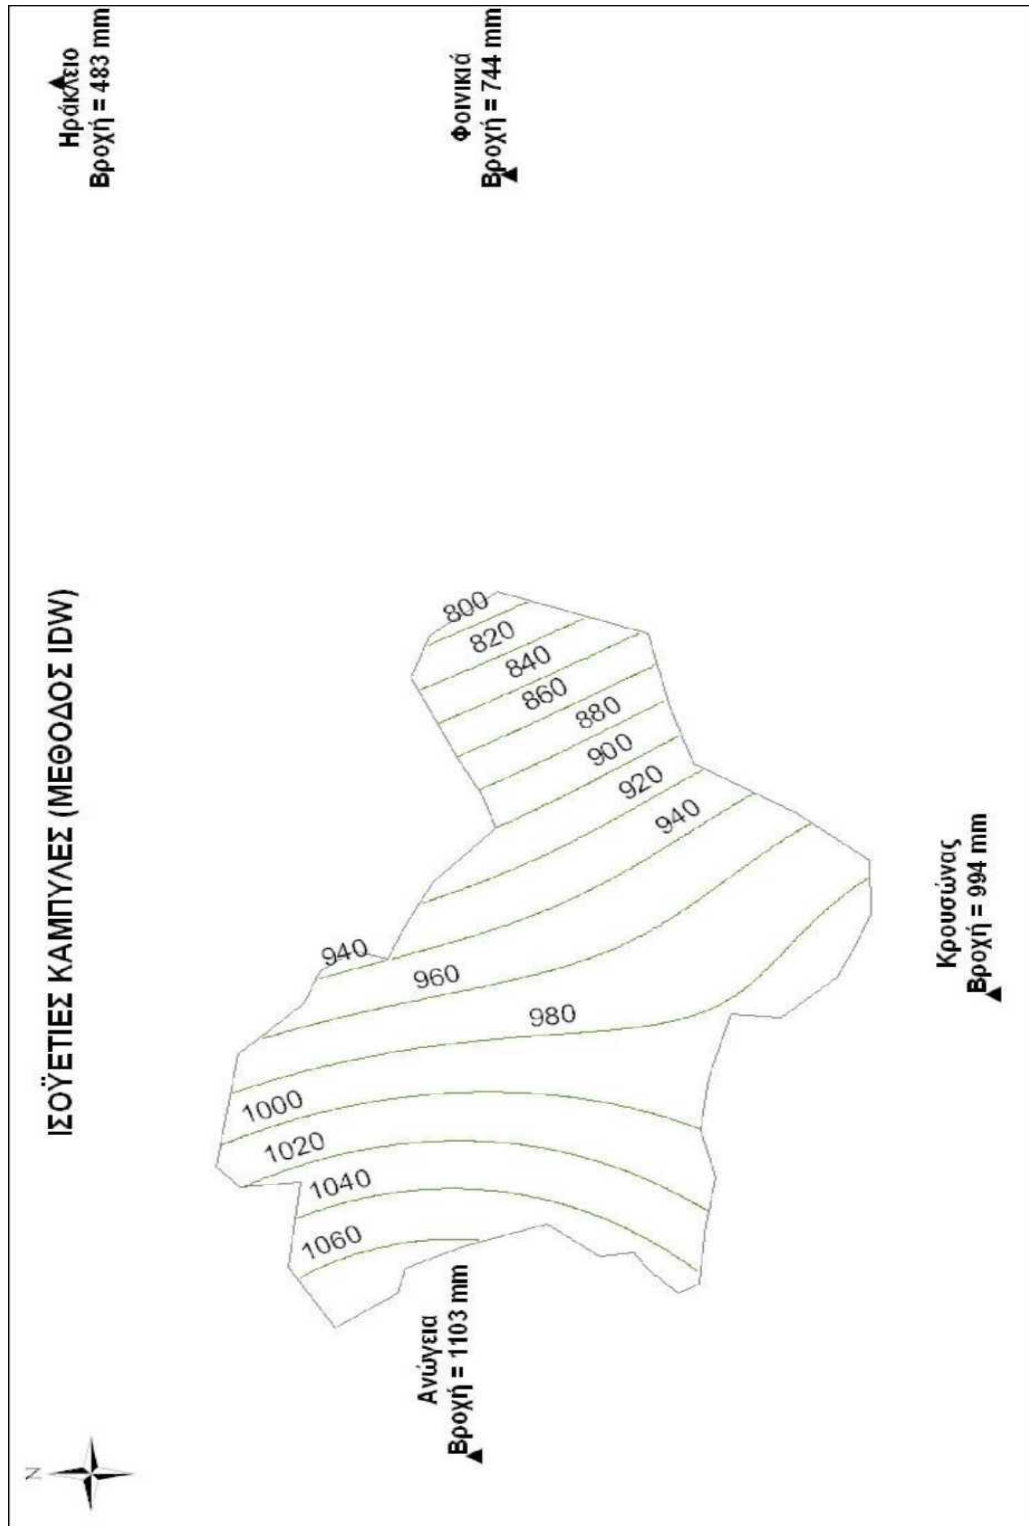 ΙΣΟΫΕΤΙΕΣ ΚΑΜΠΥΛΕΣ (ΜΕΘΟΔΟΣ IDW)
N
Ηράκλειο
Βροχή = 483 mm
Φοινικιά
Βροχή = 744 mm
Ανώγεια
Βροχή = 1103 mm
Κρουσώνας
Βροχή = 994 mm
1060
1040
1020
1000
980
960
940
940
920
900
880
860
840
820
800